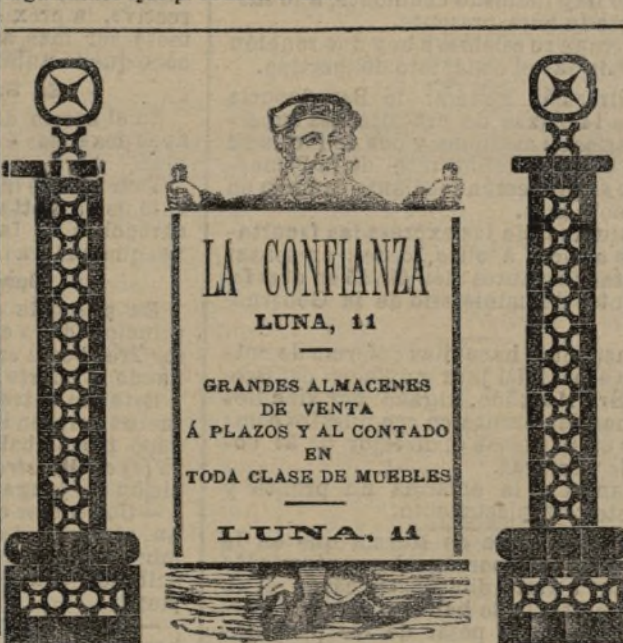 LA CONFIANZA
LUNA, 11
GRANDES ALMACENES
DE VENTA
Á PLAZOS Y AL CONTADO
EN
TODA CLASE DE MUEBLES
LUNA, 11